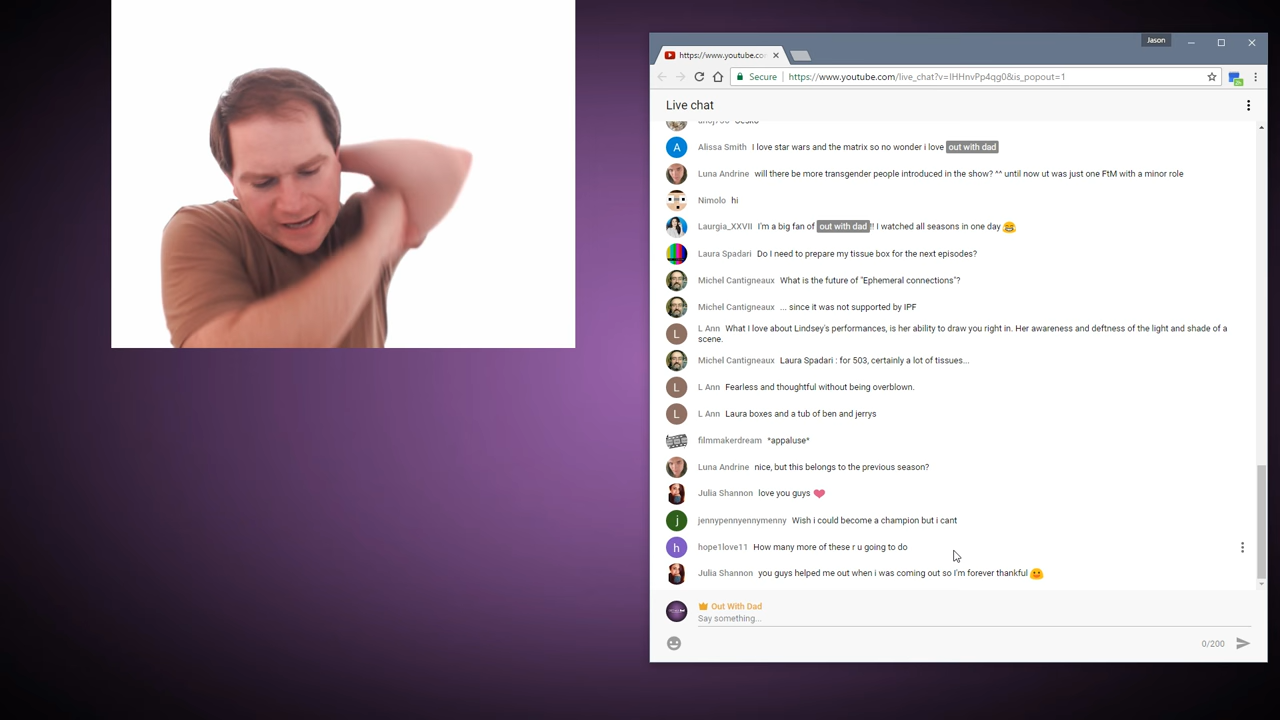 Jason
https://www.youtube.co
Secure https://www.youtube.com/live_chat?v=IHHnvPp4qg0&is_popout=1
Live chat
Alissa Smith I love star wars and the matrix so no wonder i love out with dad
Luna Andrine will there be more transgender people introduced in the show? ^^ until now ut was just one FtM with a minor role
Nimolo hi
Laurgia_XXVII I'm a big fan of out with dad!! I watched all seasons in one day
Laura Spadari Do I need to prepare my tissue box for the next episodes?
Michel Cantigneaux What is the future of "Ephemeral connections"?
Michel Cantigneaux ... since it was not supported by IPF
L Ann What I love about Lindsey's performances, is her ability to draw you right in. Her awareness and deftness of the light and shade of a
scene.
Michel Cantigneaux Laura Spadari : for 503, certainly a lot of tissues...
L Ann Fearless and thoughtful without being overblown.
L Ann Laura boxes and a tub of ben and jerrys
filmmakerdream *appaluse*
Luna Andrine nice, but this belongs to the previous season?
Julia Shannon love you guys
jennypennyennymenny Wish i could become a champion but i cant
hope1love11 How many more of these r u going to do
Julia Shannon you guys helped me out when i was coming out so I'm forever thankful
Out With Dad
Say something...
0/200